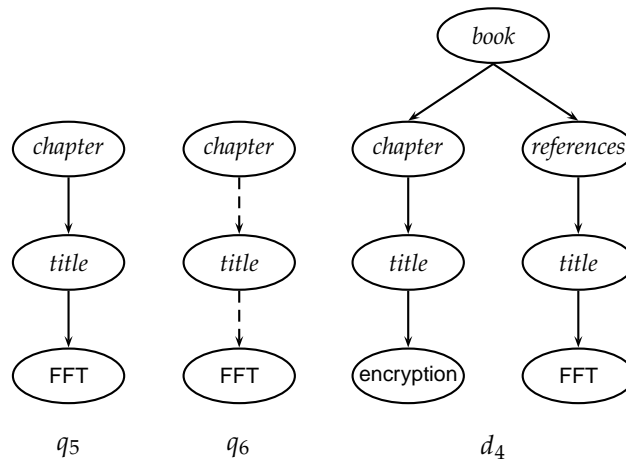 book
chapter chapter chapter references
title title title title
FFT FFT encryption FFT
q5 q6 d4